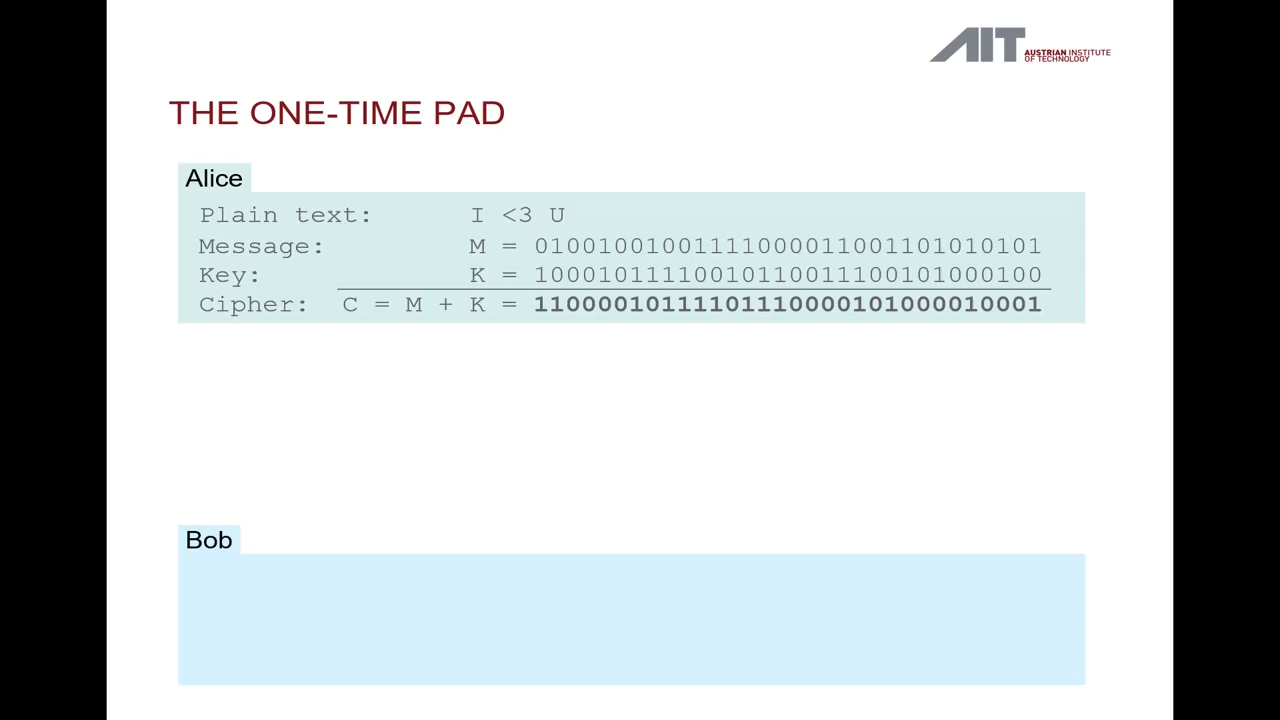 AIT AUSTRIAN INSTITUTE
OF TECHNOLOGY
THE ONE-TIME PAD
Alice
Plain text: I <3 U
Message: M = 01001001001111000011001101010101
Key: K = 10001011110010110011100101000100
Cipher: C = M + K = 11000010111101110000101000010001
Bob